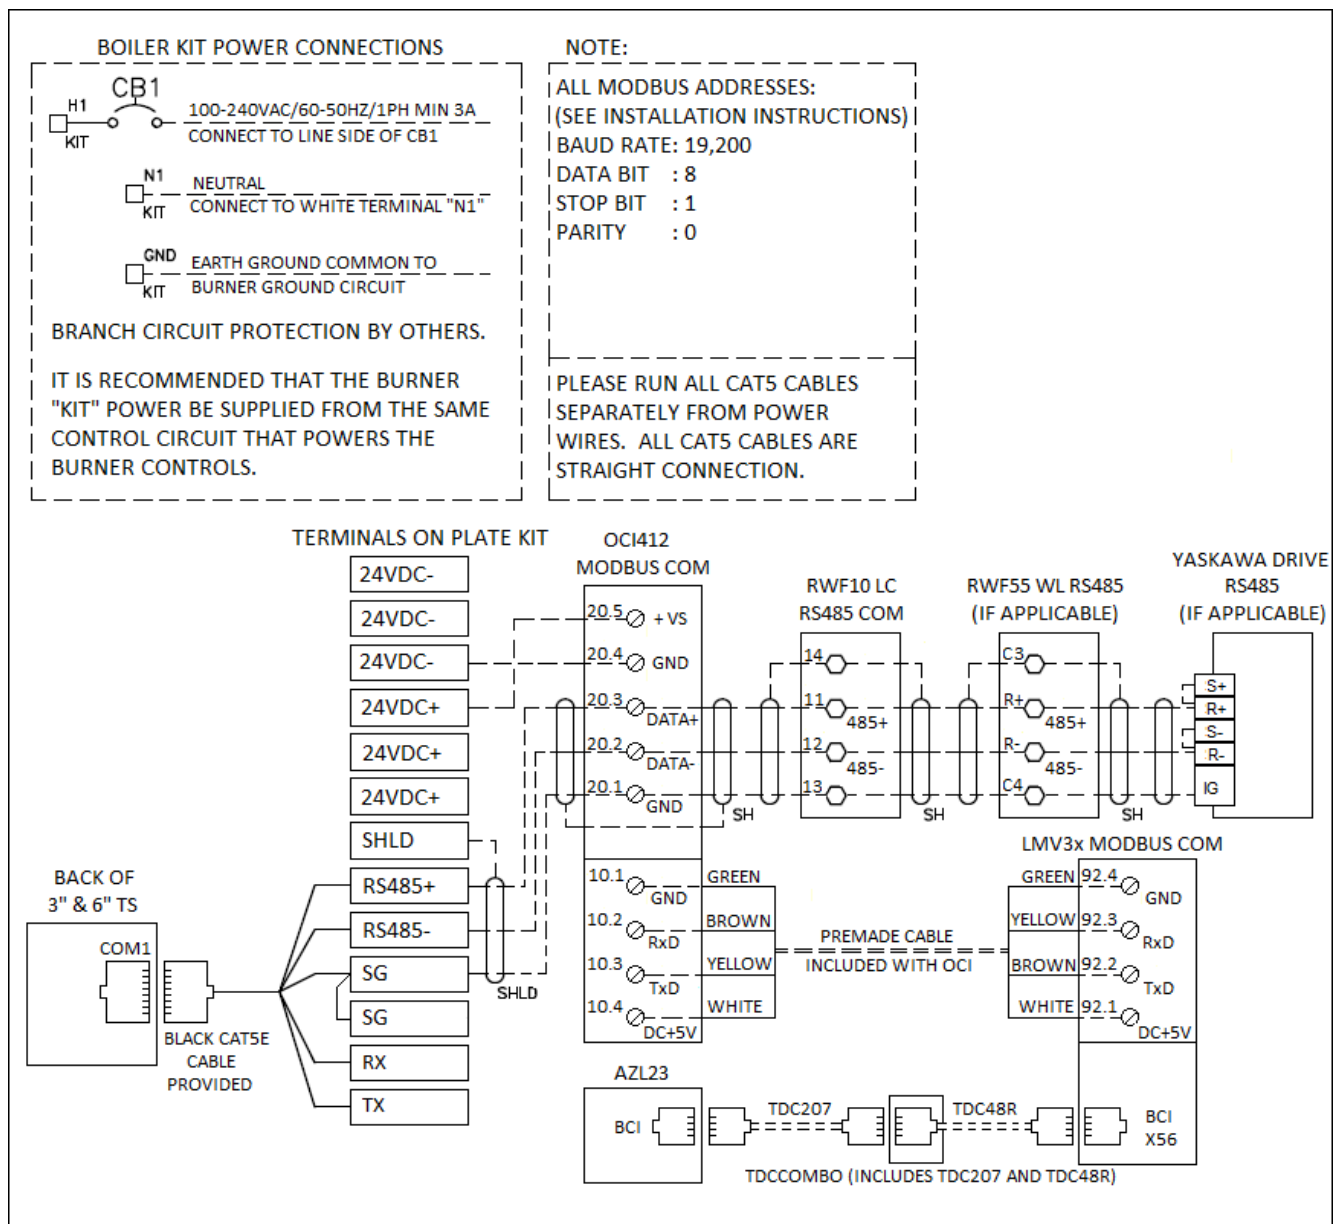 BOILER KIT POWER CONNECTIONS
CB1
H1
KIT
100-240VAC/60-50HZ/1PH MIN 3A
CONNECT TO LINE SIDE OF CB1
N1
KIT
NEUTRAL
CONNECT TO WHITE TERMINAL "N1"
GND
KIT
EARTH GROUND COMMON TO
BURNER GROUND CIRCUIT
BRANCH CIRCUIT PROTECTION BY OTHERS.
IT IS RECOMMENDED THAT THE BURNER
"KIT" POWER BE SUPPLIED FROM THE SAME
CONTROL CIRCUIT THAT POWERS THE
BURNER CONTROLS.
NOTE:
ALL MODBUS ADDRESSES:
(SEE INSTALLATION INSTRUCTIONS)
BAUD RATE: 19,200
DATA BIT : 8
STOP BIT : 1
PARITY : 0
PLEASE RUN ALL CAT5 CABLES
SEPARATELY FROM POWER
WIRES. ALL CAT5 CABLES ARE
STRAIGHT CONNECTION.
TERMINALS ON PLATE KIT
24VDC-
24VDC-
24VDC-
24VDC+
24VDC+
24VDC+
SHLD
RS485+
RS485-
SG
SG
RX
TX
SHLD
BACK OF
3" & 6" TS
COM1
BLACK CAT5E
CABLE
PROVIDED
OCI412
MODBUS COM
20.5 + VS
20.4 GND
20.3 DATA+
20.2 DATA-
20.1 GND
SH
10.1 GND GREEN
10.2 RxD BROWN
10.3 TxD YELLOW
10.4 DC+5V WHITE
PREMADE CABLE
INCLUDED WITH OCI
RWF10 LC
RS485 COM
14
11 485+
12 485-
13
SH
RWF55 WL RS485
(IF APPLICABLE)
C3
R+ 485+
R- 485-
C4
SH
YASKAWA DRIVE
RS485
(IF APPLICABLE)
S+
R+
S-
R-
IG
LMV3x MODBUS COM
GREEN 92.4 GND
YELLOW 92.3 RxD
BROWN 92.2 TxD
WHITE 92.1 DC+5V
BCI
X56
AZL23
BCI
TDC207
TDC48R
TDCCOMBO (INCLUDES TDC207 AND TDC48R)